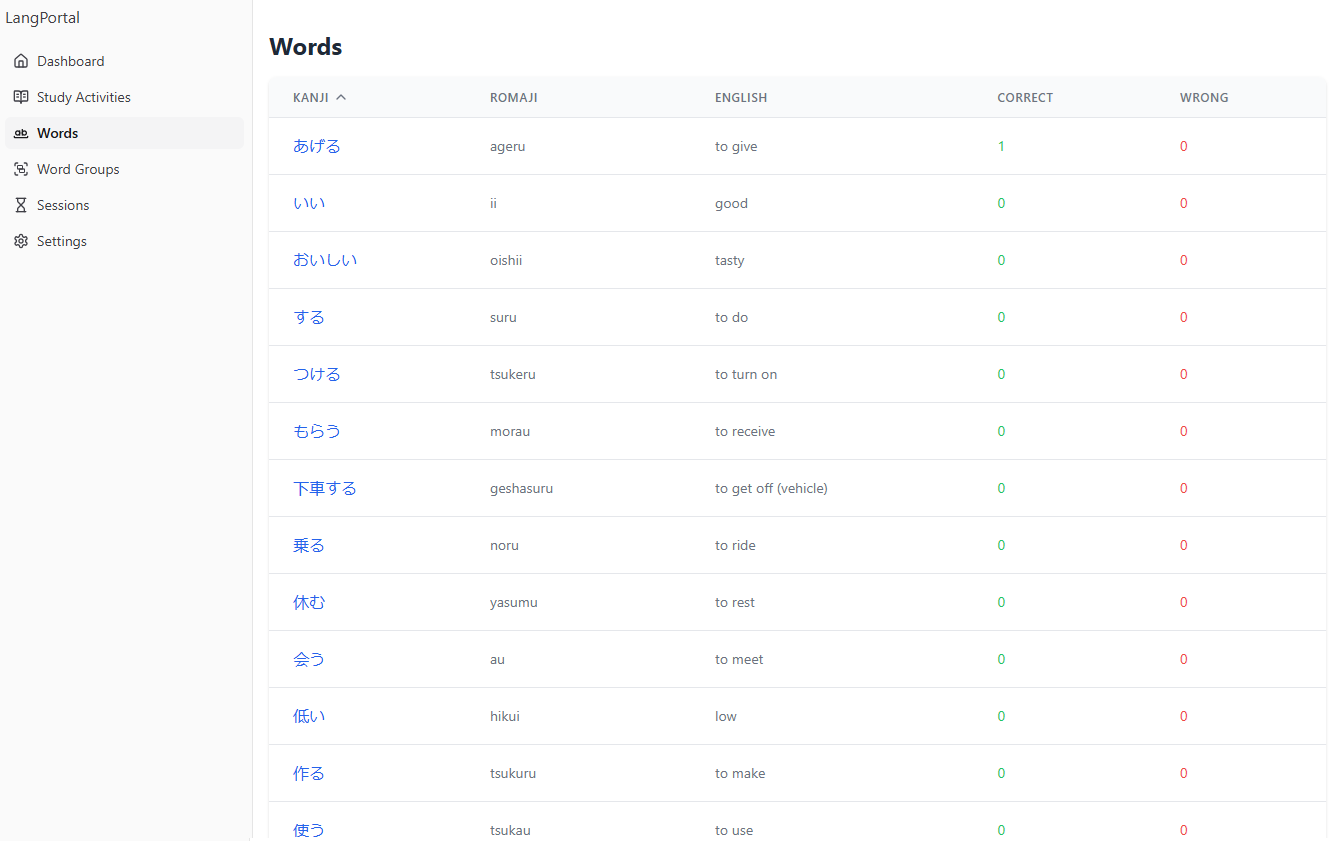 LangPortal
Dashboard
Study Activities
Words
Word Groups
Sessions
Settings
Words
KANJI ROMAJI ENGLISH CORRECT WRONG
あげる ageru to give 1 0
いい ii good 0 0
おいしい oishii tasty 0 0
する suru to do 0 0
つける tsukeru to turn on 0 0
もらう morau to receive 0 0
下車する geshasuru to get off (vehicle) 0 0
乗る noru to ride 0 0
休む yasumu to rest 0 0
会う au to meet 0 0
低い hikui low 0 0
作る tsukuru to make 0 0
使う tsukau to use 0 0